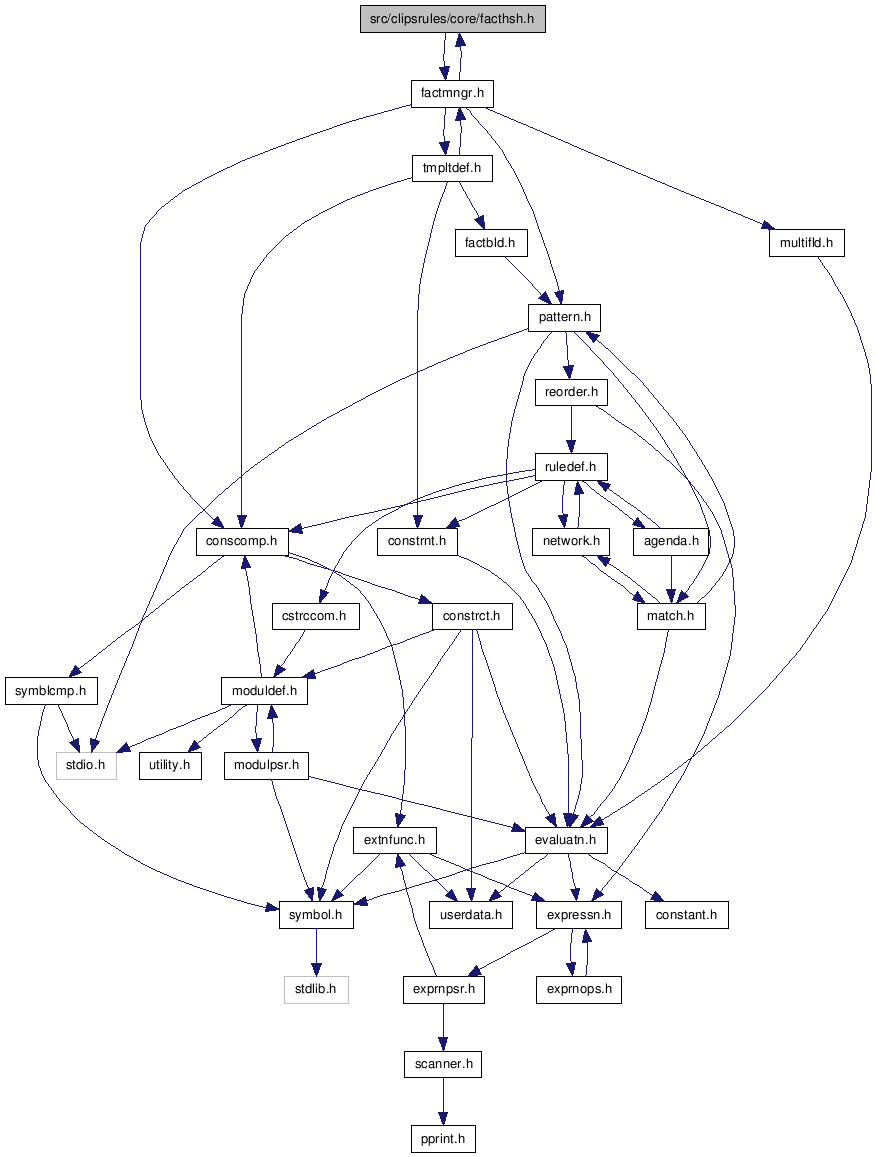 src/clipsrules/core/facthsh.h
factmngr.h
tmpltdef.h
factbld.h
multifld.h
pattern.h
reorder.h
ruledef.h
conscomp.h
constrnt.h
network.h
agenda.h
cstrccom.h
constrct.h
match.h
symblcmp.h
moduldef.h
stdio.h
utility.h
modulpsr.h
extnfunc.h
evaluatn.h
symbol.h
userdata.h
expressn.h
constant.h
stdlib.h
exprnpsr.h
exprnops.h
scanner.h
pprint.h